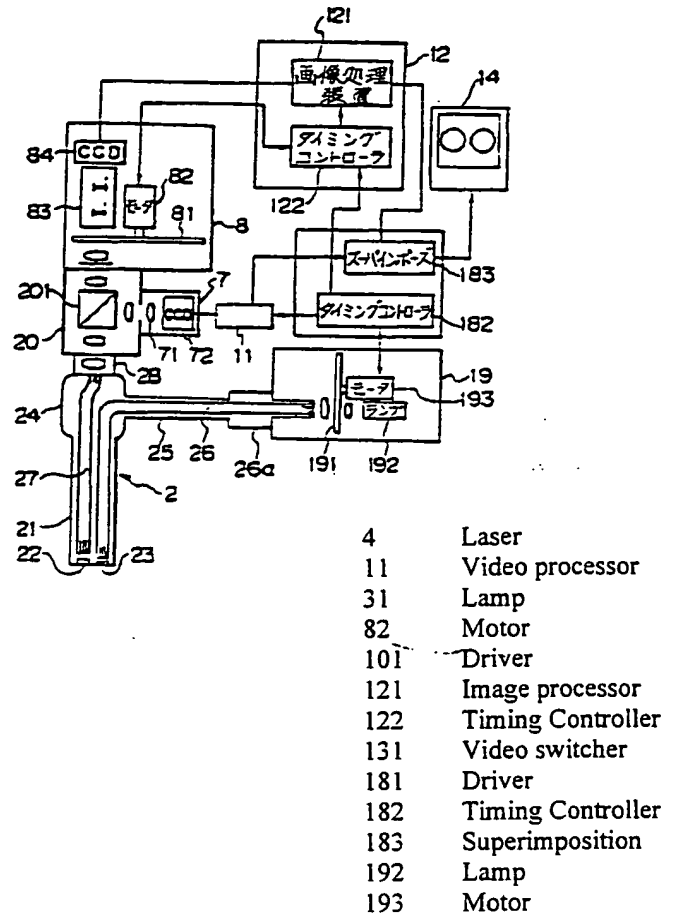 121
12
画像処理
装置
14
84
CCD
タイミング
コントローラ
82
83
I. I.
モータ
81
122
8
スーパインポーズ
183
7
201
CCD
タイミングコントローラ
182
20
71
72
11
28
19
24
モータ
193
ランプ
25
26
26a
191
192
27
2
21
22
23
4 Laser
11 Video processor
31 Lamp
82 Motor
101 Driver
121 Image processor
122 Timing Controller
131 Video switcher
181 Driver
182 Timing Controller
183 Superimposition
192 Lamp
193 Motor